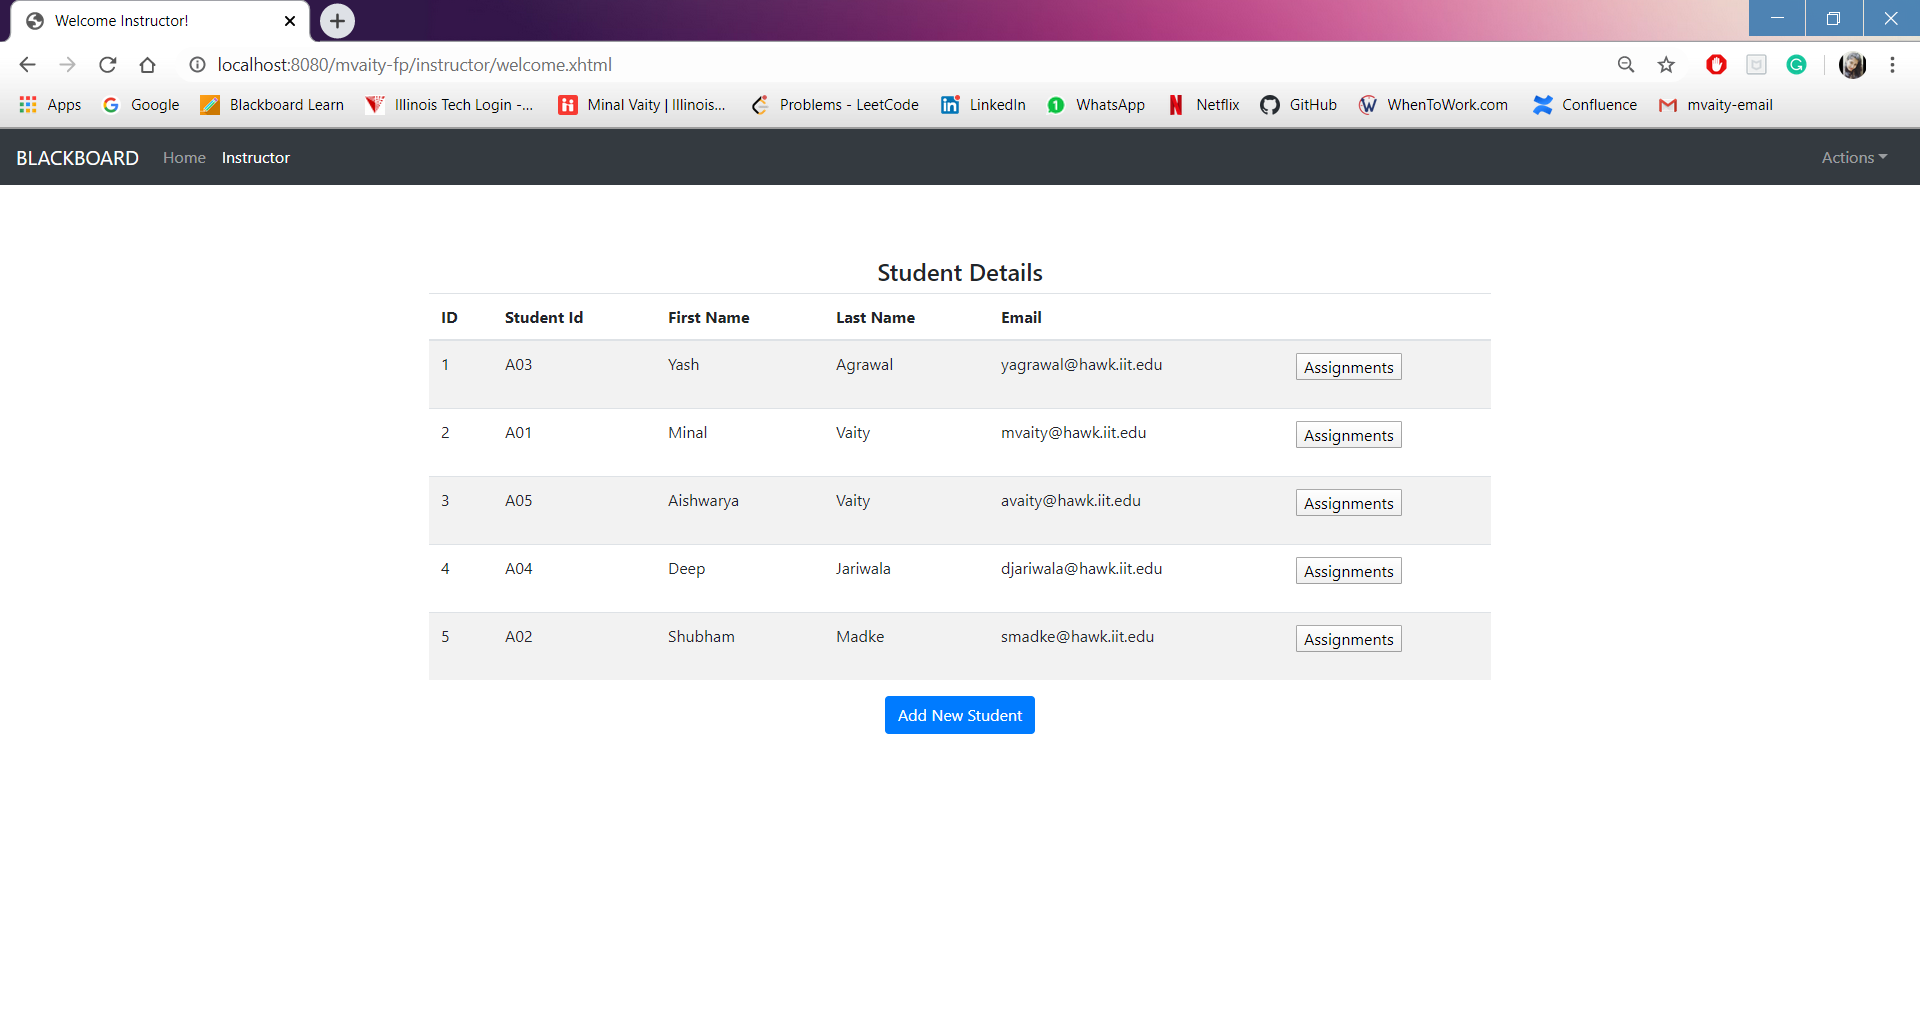 Welcome Instructor!
localhost:8080/mvaity-fp/instructor/welcome.xhtml
Apps Google Blackboard Learn Illinois Tech Login -... Minal Vaity | Illinois... Problems - LeetCode LinkedIn 1 WhatsApp Netflix GitHub WhenToWork.com Confluence mvaity-email
BLACKBOARD Home Instructor Actions
Student Details
ID Student Id First Name Last Name Email
1 A03 Yash Agrawal yagrawal@hawk.iit.edu Assignments
2 A01 Minal Vaity mvaity@hawk.iit.edu Assignments
3 A05 Aishwarya Vaity avaity@hawk.iit.edu Assignments
4 A04 Deep Jariwala djariwala@hawk.iit.edu Assignments
5 A02 Shubham Madke smadke@hawk.iit.edu Assignments
Add New Student